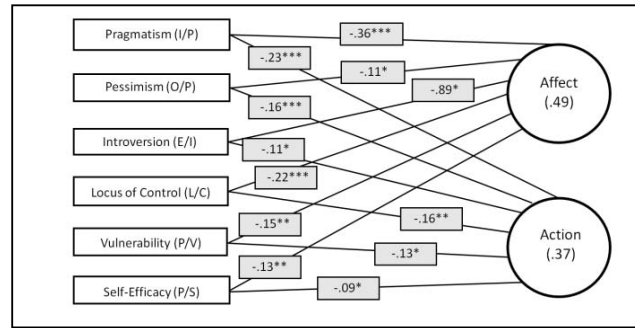 Pragmatism (I/P)
-.36***
-.23***
Pessimism (O/P)
-.11*
-.89*
Affect
(.49)
-.16***
Introversion (E/I)
-.11*
-.22***
Locus of Control (L/C)
-.16**
-.15**
Vulnerability (P/V)
-.13*
Action
(.37)
-.13**
Self-Efficacy (P/S)
-.09*